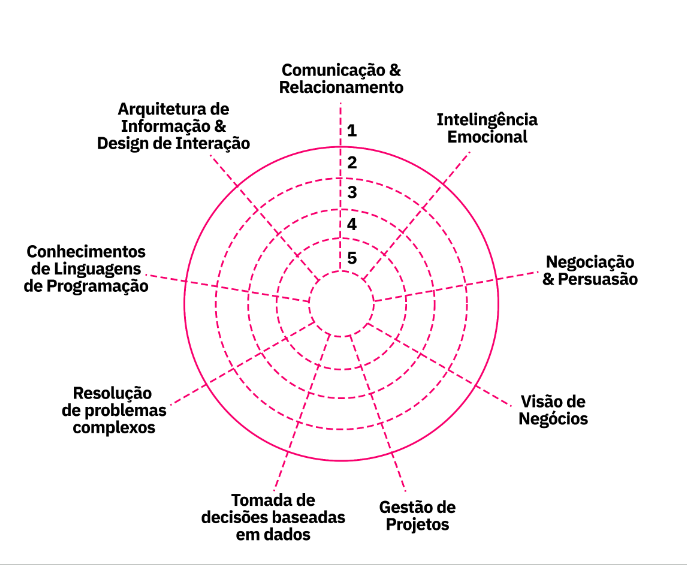 Comunicação &
Relacionamento
Arquitetura de
Informação &
Design de Interação
Intelingência
Emocional
1
2
3
4
5
Conhecimentos
de Linguagens
de Programação
Negociação
& Persuasão
Resolução
de problemas
complexos
Visão de
Negócios
Tomada de
decisões baseadas
em dados
Gestão de
Projetos